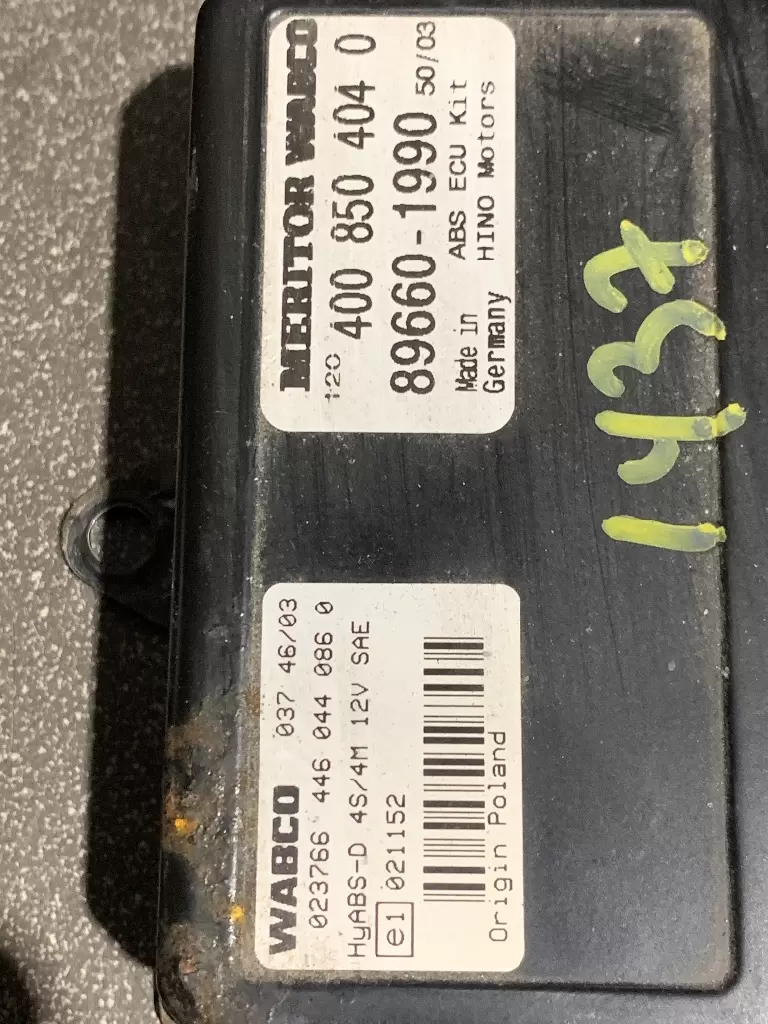 WABCO 037 46/03
023766 446 044 086 0
HyABS-D 4S/4M 12V SAE
e1 021152
Origin Poland
MERITOR WABCO
400 850 404 0
89660-1990 50/03
Made in ABS ECU Kit
Germany HINO Motors
1437